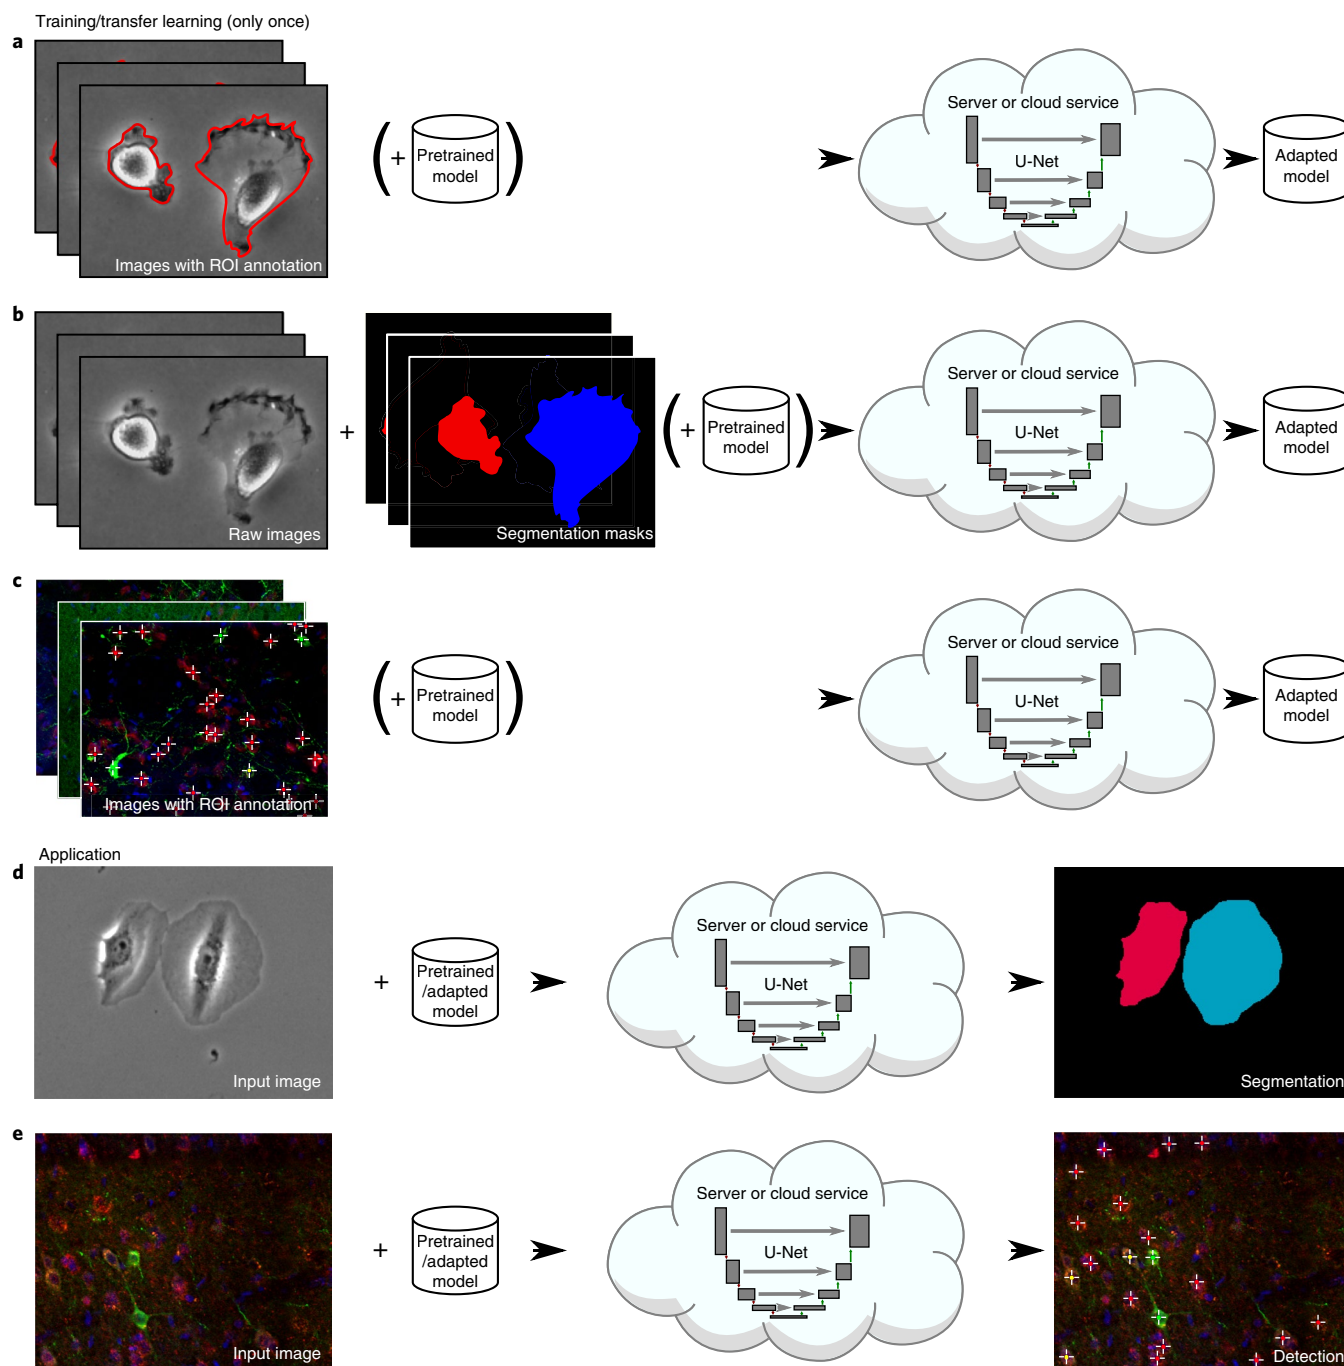 Training/transfer learning (only once)
a
Images with ROI annotation
( + Pretrained
model )
Server or cloud service
U-Net
Adapted
model
b
Raw images
+
Segmentation masks
( + Pretrained
model )
Server or cloud service
U-Net
Adapted
model
c
Images with ROI annotation
( + Pretrained
model )
Server or cloud service
U-Net
Adapted
model
Application
d
Input image
+
Pretrained
/adapted
model
Server or cloud service
U-Net
Segmentation
e
Input image
+
Pretrained
/adapted
model
Server or cloud service
U-Net
Detection